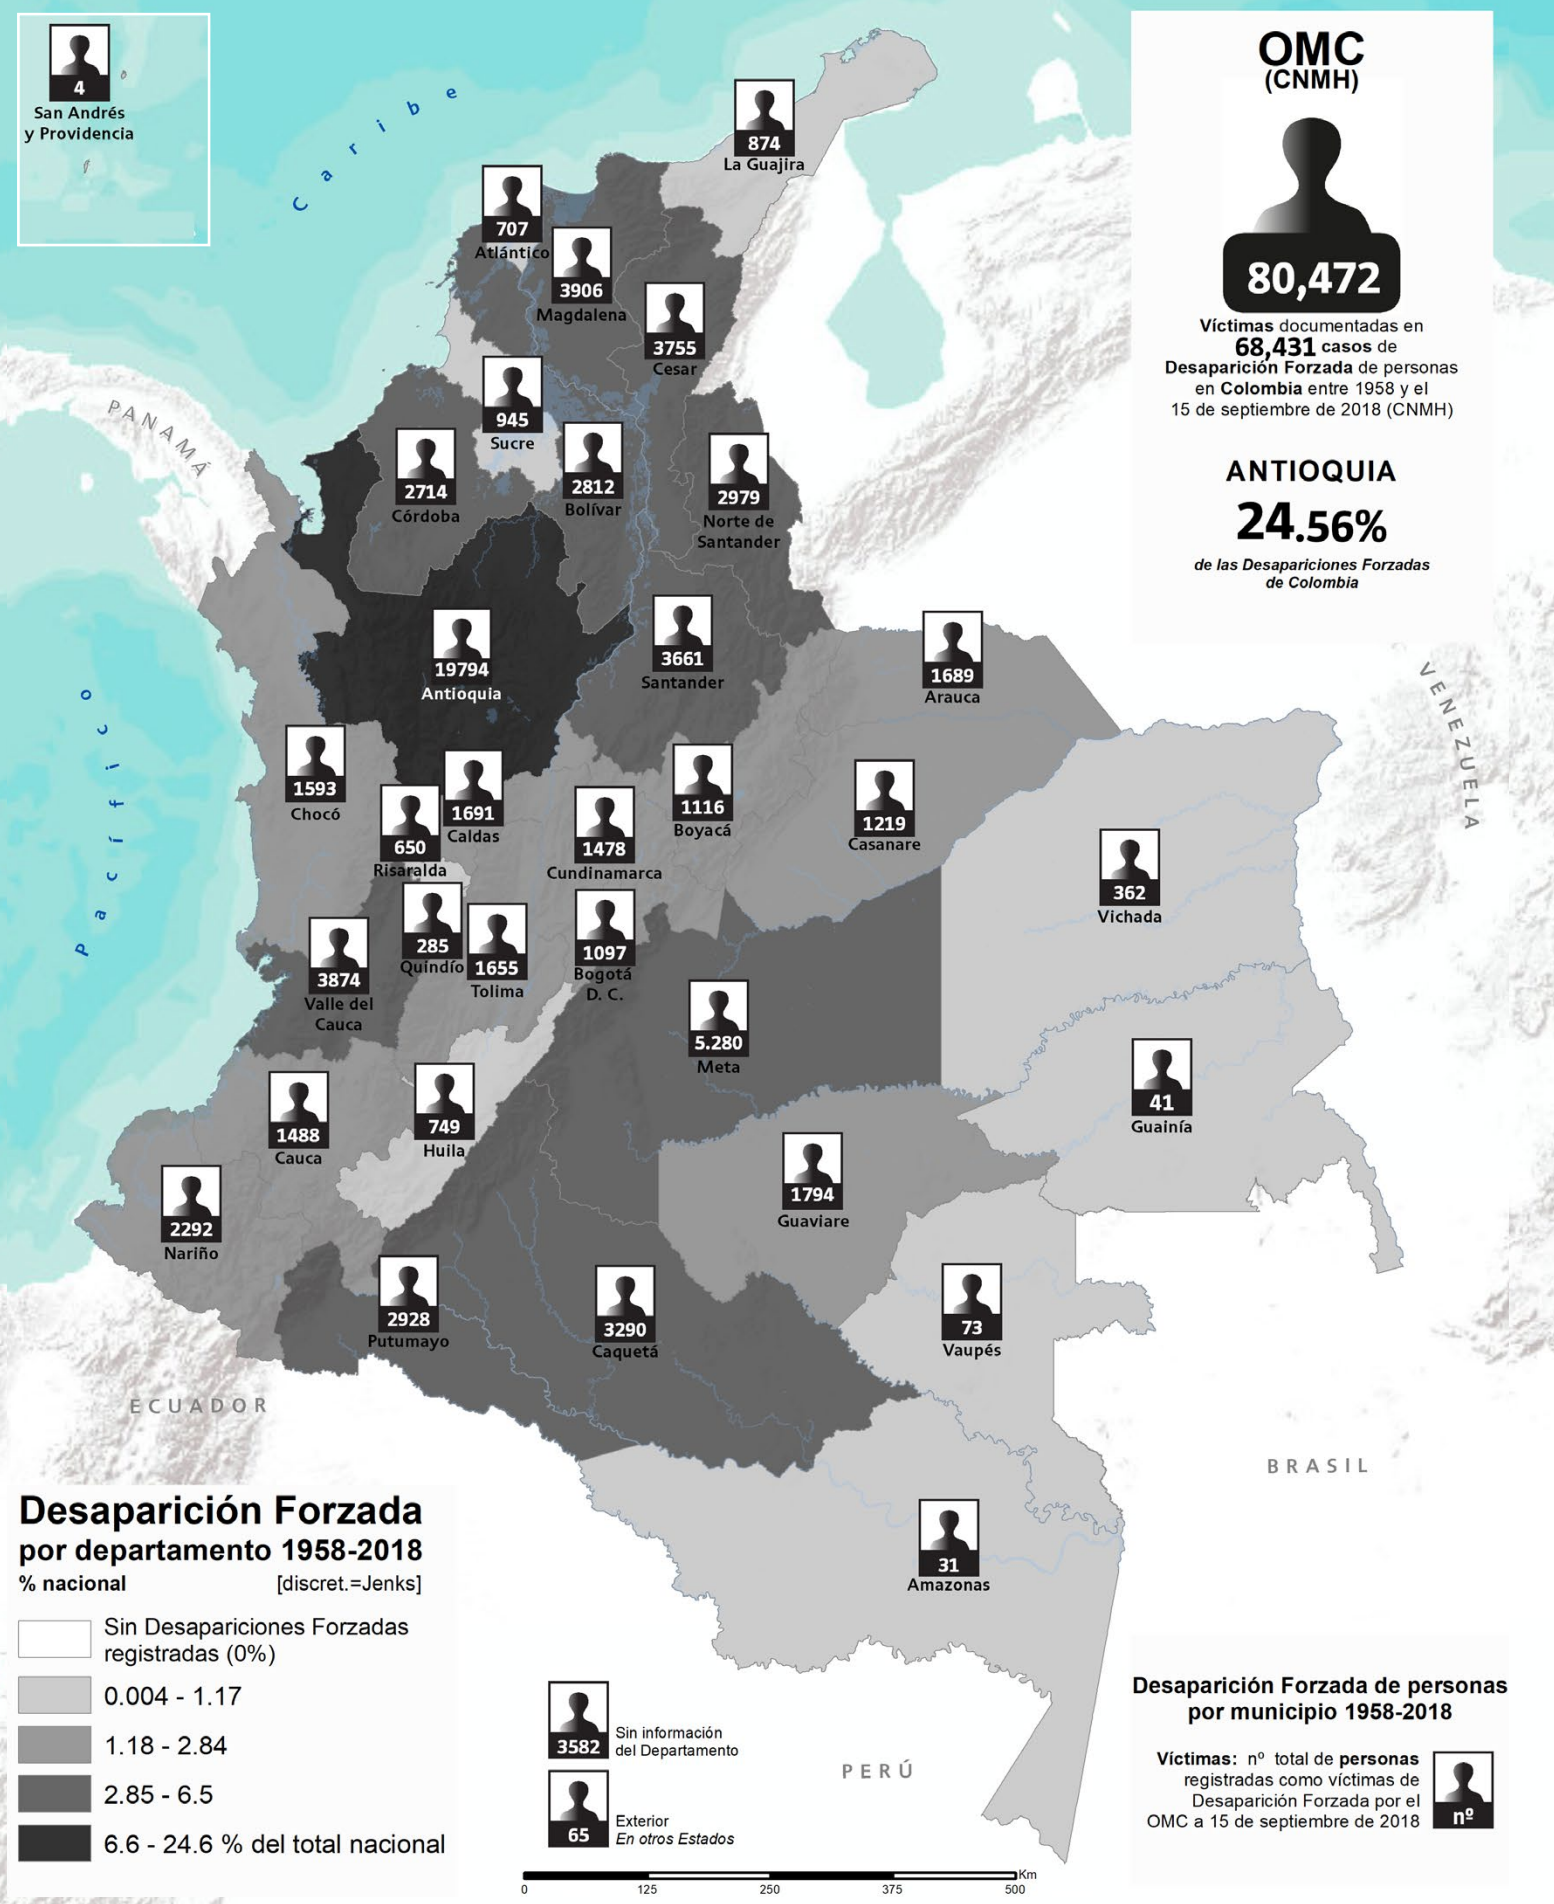 4
San Andrés
y Providencia
Caribe
874
La Guajira
707
Atlántico
3906
Magdalena
3755
Cesar
945
Sucre
2714
Córdoba
2812
Bolívar
2979
Norte de
Santander
PANAMÁ
19794
Antioquia
3661
Santander
1689
Arauca
1593
Chocó
1691
Caldas
650
Risaralda
1478
Cundinamarca
1116
Boyacá
1219
Casanare
362
Vichada
285
Quindío
1655
Tolima
1097
Bogotá
D. C.
3874
Valle del
Cauca
5.280
Meta
41
Guainía
1488
Cauca
749
Huila
1794
Guaviare
2292
Nariño
2928
Putumayo
3290
Caquetá
73
Vaupés
31
Amazonas
Pacífico
VENEZUELA
ECUADOR
BRASIL
PERÚ
OMC
(CNMH)
80,472
Víctimas documentadas en
68,431 casos de
Desaparición Forzada de personas
en Colombia entre 1958 y el
15 de septiembre de 2018 (CNMH)
ANTIOQUIA
24.56%
de las Desapariciones Forzadas
de Colombia
Desaparición Forzada
por departamento 1958-2018
% nacional [discret.=Jenks]
Sin Desapariciones Forzadas
registradas (0%)
0.004 - 1.17
1.18 - 2.84
2.85 - 6.5
6.6 - 24.6 % del total nacional
3582
Sin información
del Departamento
65
Exterior
En otros Estados
Km
0 125 250 375 500
Desaparición Forzada de personas
por municipio 1958-2018
Víctimas: nº total de personas
registradas como víctimas de
Desaparición Forzada por el
OMC a 15 de septiembre de 2018
nº